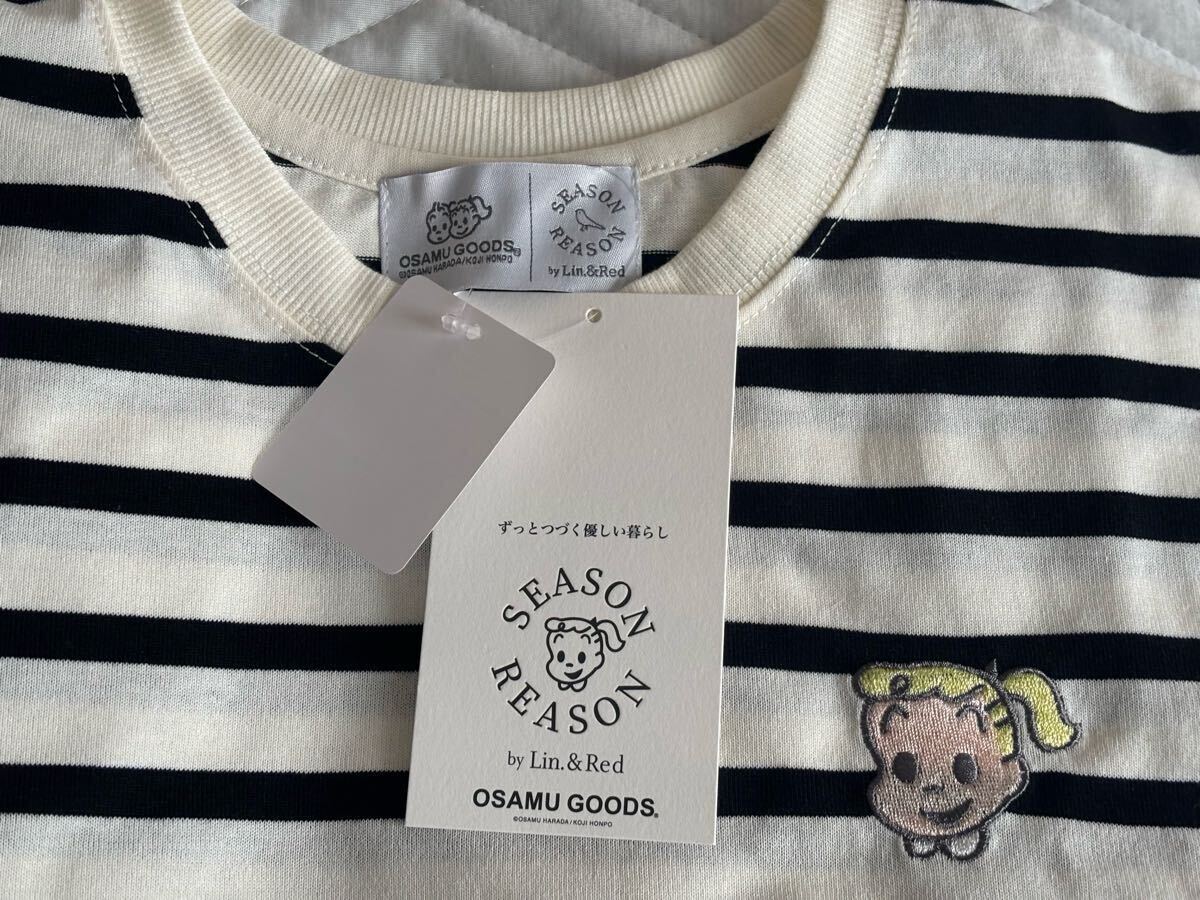 OSAMU GOODS®
©OSAMU HARADA/KOJI HONPO
SEASON
REASON
by Lin.&Red
ずっとつづく優しい暮らし
SEASON
REASON
by Lin.&Red
OSAMU GOODS®
©OSAMU HARADA/KOJI HONPO